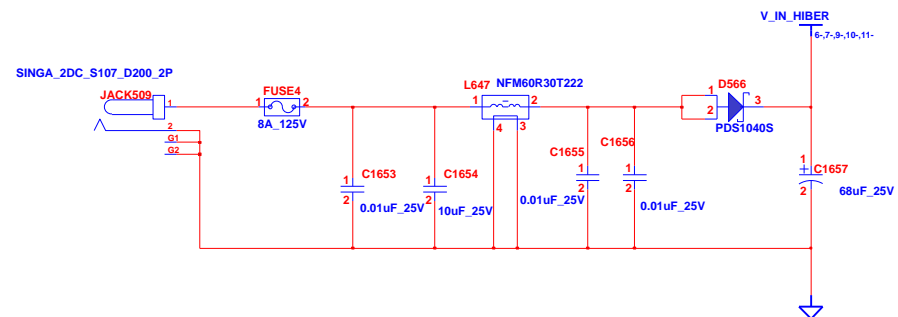 V_IN_HIBER
6-,7-,9-,10-,11-
SINGA_2DC_S107_D200_2P
JACK509
1
2
G1
G2
FUSE4
1
2
8A_125V
L647
NFM60R30T222
1
2
4
3
D566
1
2
3
PDS1040S
C1653
1
2
0.01uF_25V
C1654
1
2
10uF_25V
C1655
1
2
0.01uF_25V
C1656
1
2
0.01uF_25V
C1657
1
+
2
68uF_25V